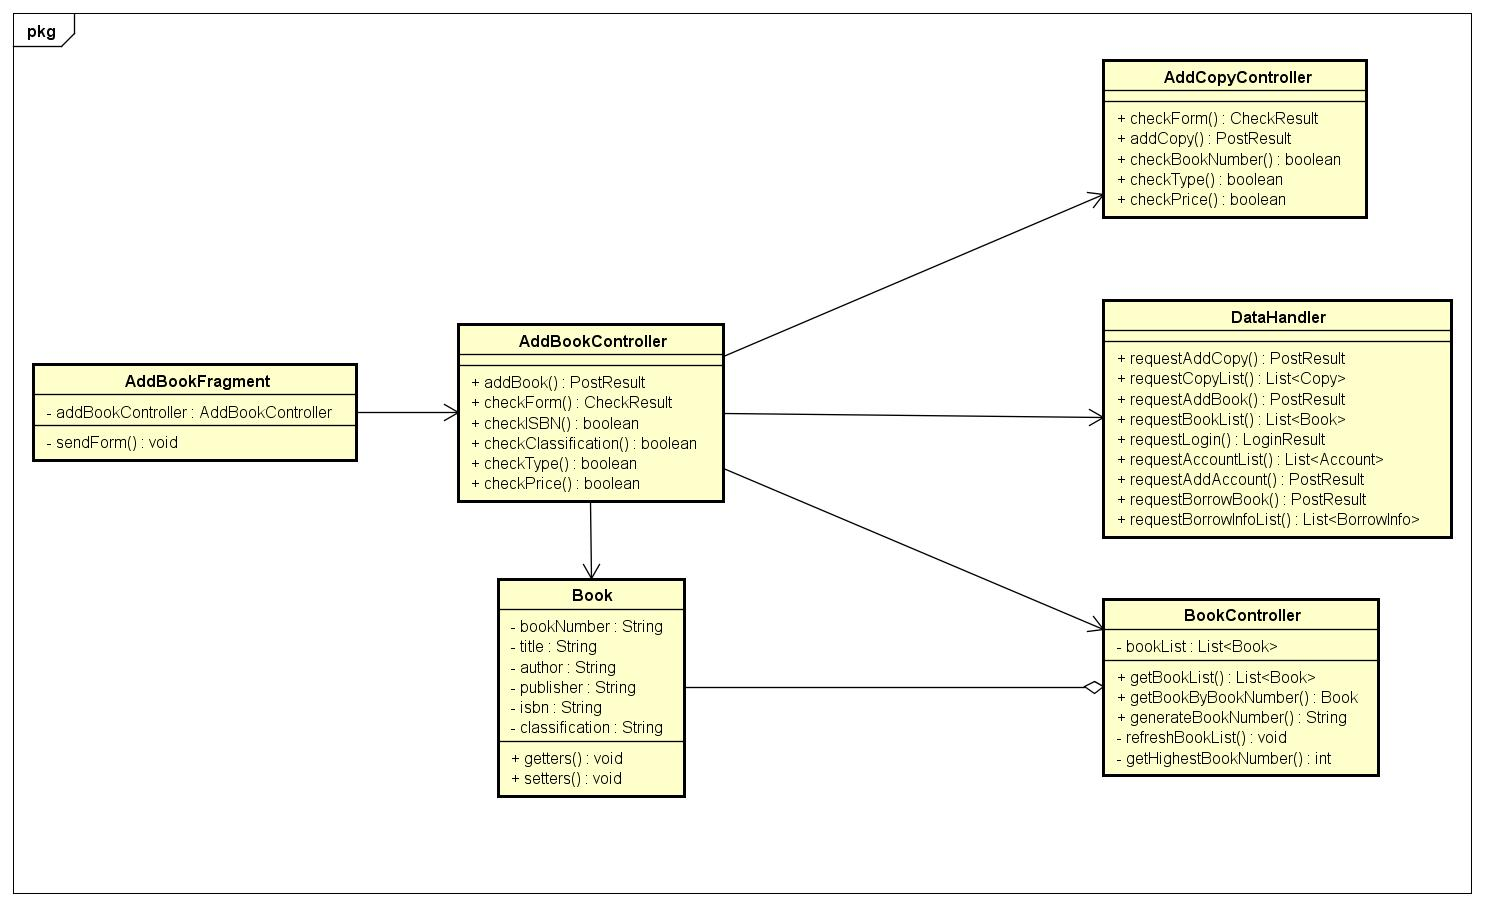 pkg
AddCopyController
+ checkForm() : CheckResult
+ addCopy() : PostResult
+ checkBookNumber() : boolean
+ checkType() : boolean
+ checkPrice() : boolean
DataHandler
+ requestAddCopy() : PostResult
+ requestCopyList() : List<Copy>
+ requestAddBook() : PostResult
+ requestBookList() : List<Book>
+ requestLogin() : LoginResult
+ requestAccountList() : List<Account>
+ requestAddAccount() : PostResult
+ requestBorrowBook() : PostResult
+ requestBorrowInfoList() : List<BorrowInfo>
AddBookController
+ addBook() : PostResult
+ checkForm() : CheckResult
+ checkISBN() : boolean
+ checkClassification() : boolean
+ checkType() : boolean
+ checkPrice() : boolean
AddBookFragment
- addBookController : AddBookController
- sendForm() : void
Book
- bookNumber : String
- title : String
- author : String
- publisher : String
- isbn : String
- classification : String
+ getters() : void
+ setters() : void
BookController
- bookList : List<Book>
+ getBookList() : List<Book>
+ getBookByBookNumber() : Book
+ generateBookNumber() : String
- refreshBookList() : void
- getHighestBookNumber() : int